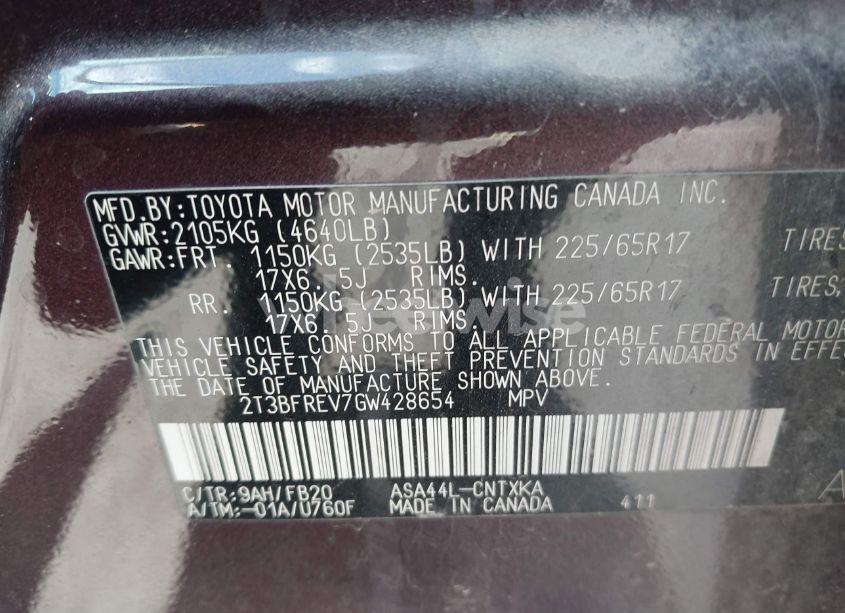 MFD.BY:TOYOTA MOTOR MANUFACTURING CANADA INC.
GVWR:2105KG (4640LB)
GAWR:FRT. 1150KG (2535LB) WITH 225/65R17 TIRES
17X6.5J RIMS.
RR. 1150KG (2535LB) WITH 225/65R17 TIRES,
17X6.5J RIMS.
THIS VEHICLE CONFORMS TO ALL APPLICABLE FEDERAL MOTOR
VEHICLE SAFETY AND THEFT PREVENTION STANDARDS IN EFFE
THE DATE OF MANUFACTURE SHOWN ABOVE.
2T3BFREV7GW428654 MPV
C/TR:9AH/FB20 ASA44L-CNTXKA
A/TM:-01A/U760F MADE IN CANADA 411
A